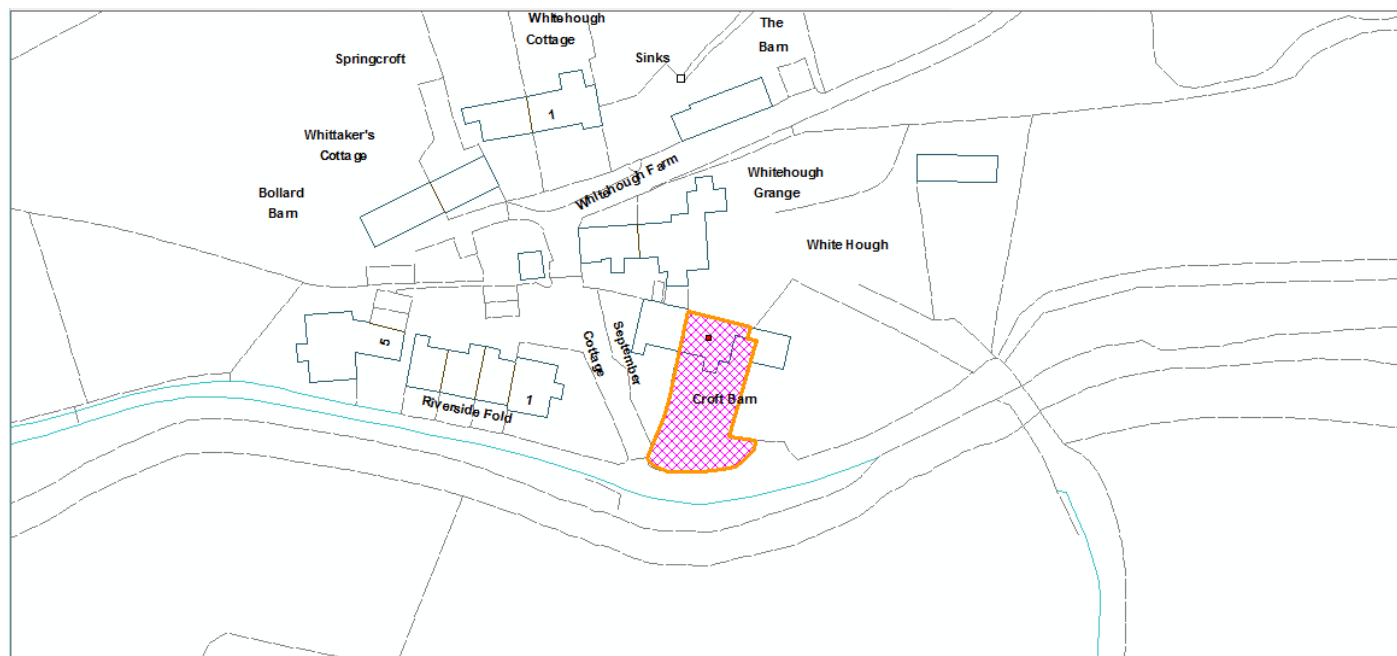 Whitehough
Cottage
The
Barn
Springcroft
Sinks
1
Whittaker's
Cottage
Whitehough Farm
Whitehough
Grange
Bollard
Barn
White Hough
September
Cottage
5
Riverside Fold
1
Croft Barn